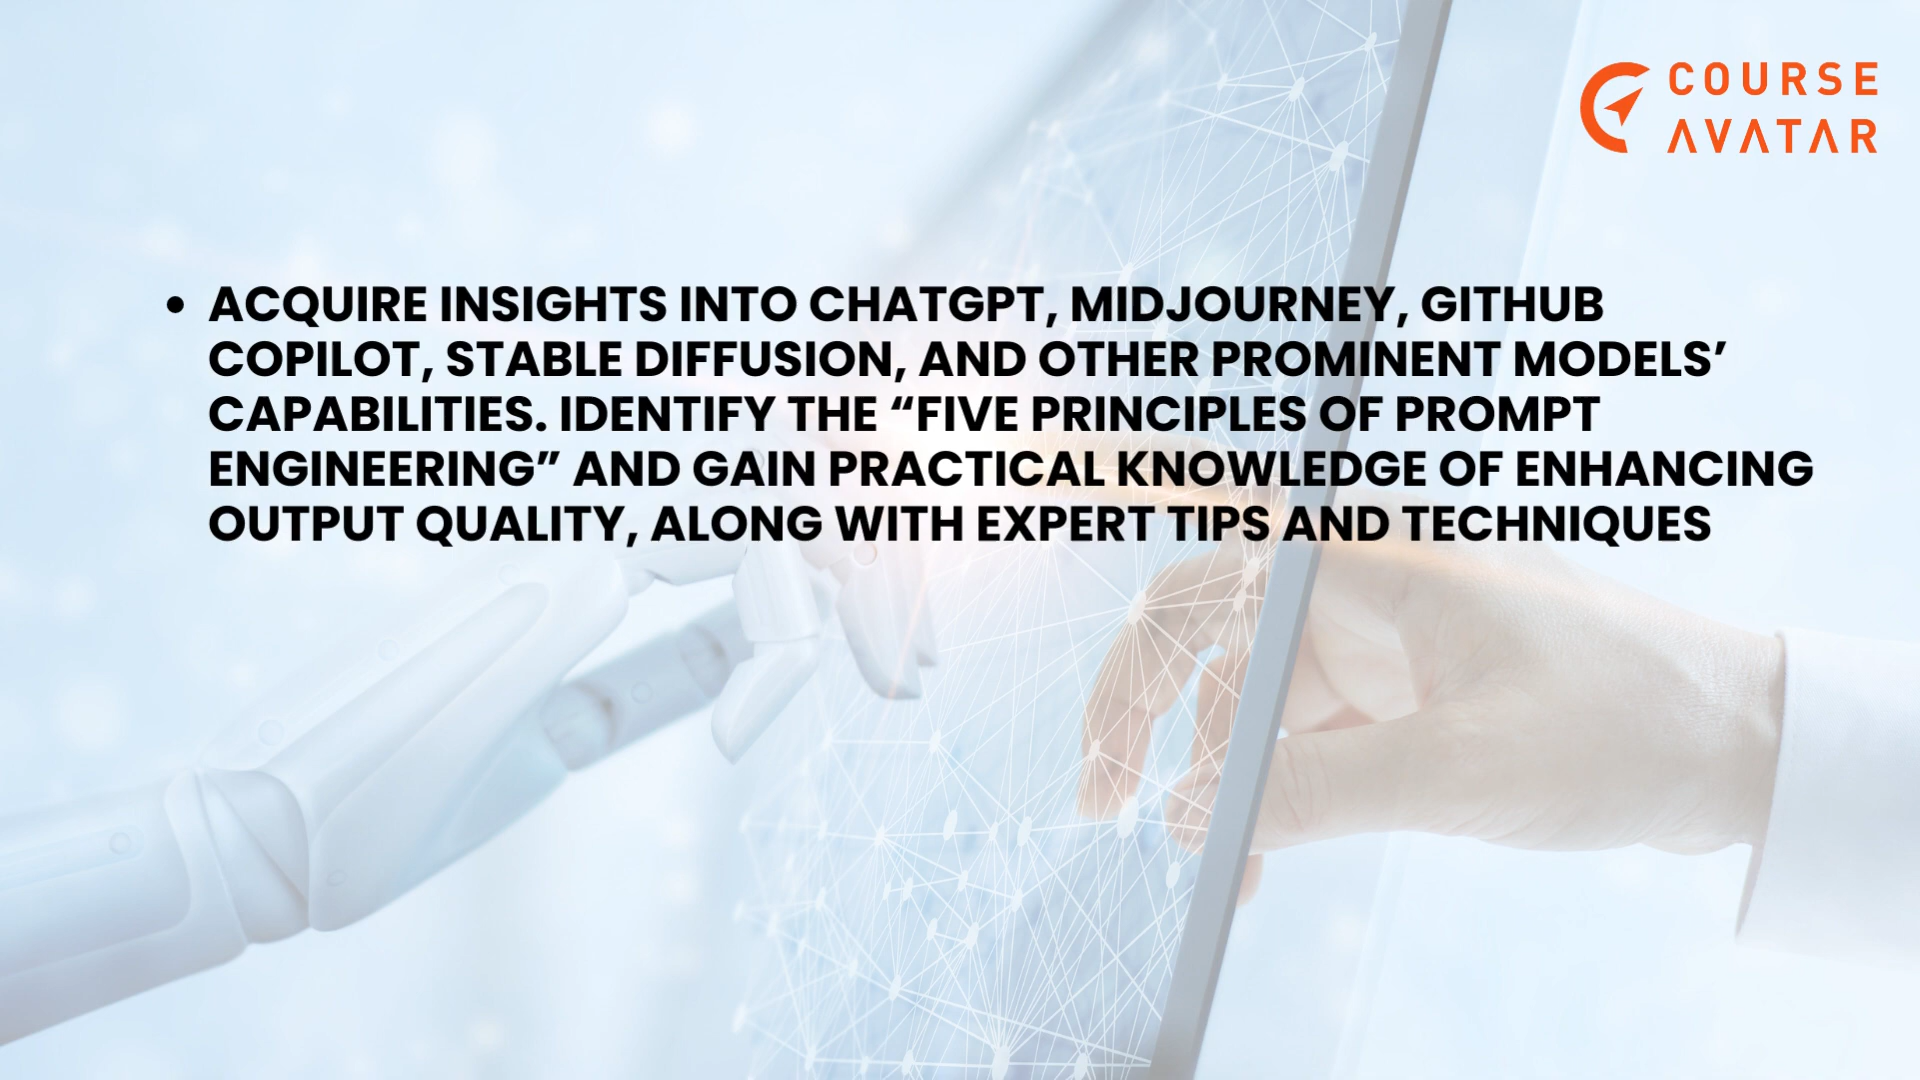 COURSE
AVATAR
• ACQUIRE INSIGHTS INTO CHATGPT, MIDJOURNEY, GITHUB
COPILOT, STABLE DIFFUSION, AND OTHER PROMINENT MODELS’
CAPABILITIES. IDENTIFY THE “FIVE PRINCIPLES OF PROMPT
ENGINEERING” AND GAIN PRACTICAL KNOWLEDGE OF ENHANCING
OUTPUT QUALITY, ALONG WITH EXPERT TIPS AND TECHNIQUES